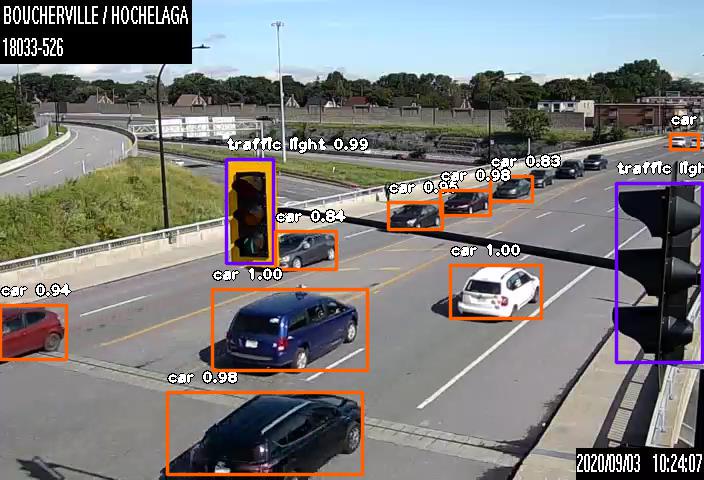 BOUCHERVILLE / HOCHELAGA
18033-526
traffic light 0.99
car 0.83
car 0.98
car 0.95
car
traffic ligh
car 0.84
car 1.00
car 1.00
car 0.94
car 0.98
2020/09/03 10:24:07